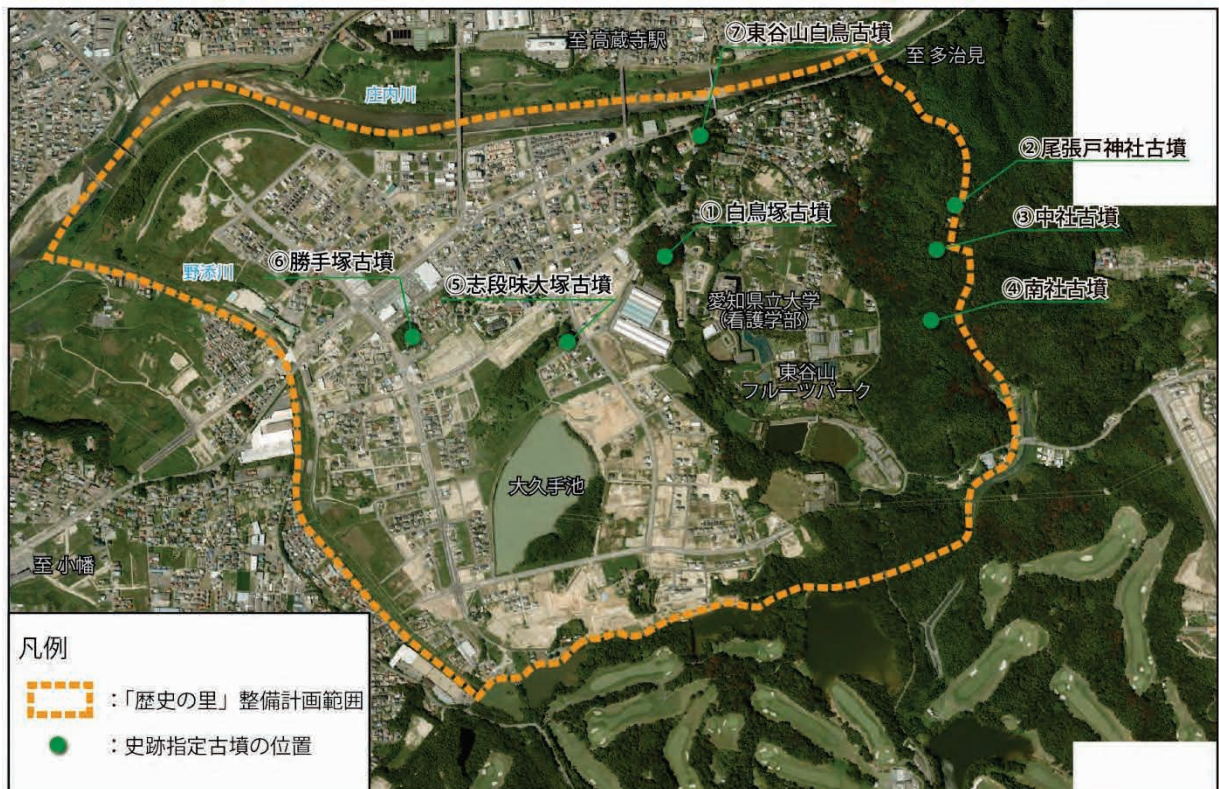 至 高蔵寺駅
⑦東谷山白鳥古墳
至 多治見
庄内川
②尾張戸神社古墳
① 白鳥塚古墳
③中社古墳
野添川
⑥勝手塚古墳
⑤志段味大塚古墳
愛知県立大学
(看護学部)
④南社古墳
東谷山
フルーツパーク
大久手池
至 小幡
凡例
：「歴史の里」整備計画範囲
：史跡指定古墳の位置